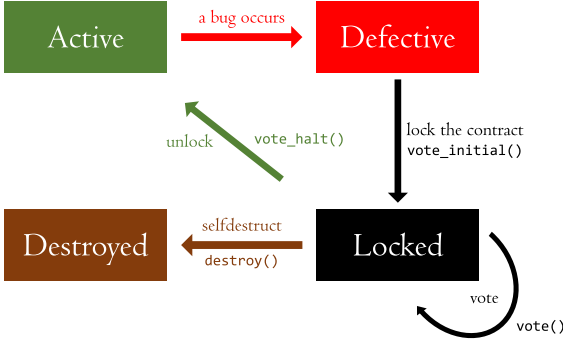 Active
a bug occurs
Defective
lock the contract
vote_initial()
unlock
vote_halt()
Destroyed
selfdestruct
destroy()
Locked
vote
vote()